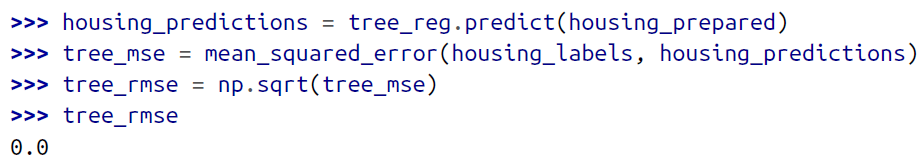 >>> housing_predictions = tree_reg.predict(housing_prepared)
>>> tree_mse = mean_squared_error(housing_labels, housing_predictions)
>>> tree_rmse = np.sqrt(tree_mse)
>>> tree_rmse
0.0